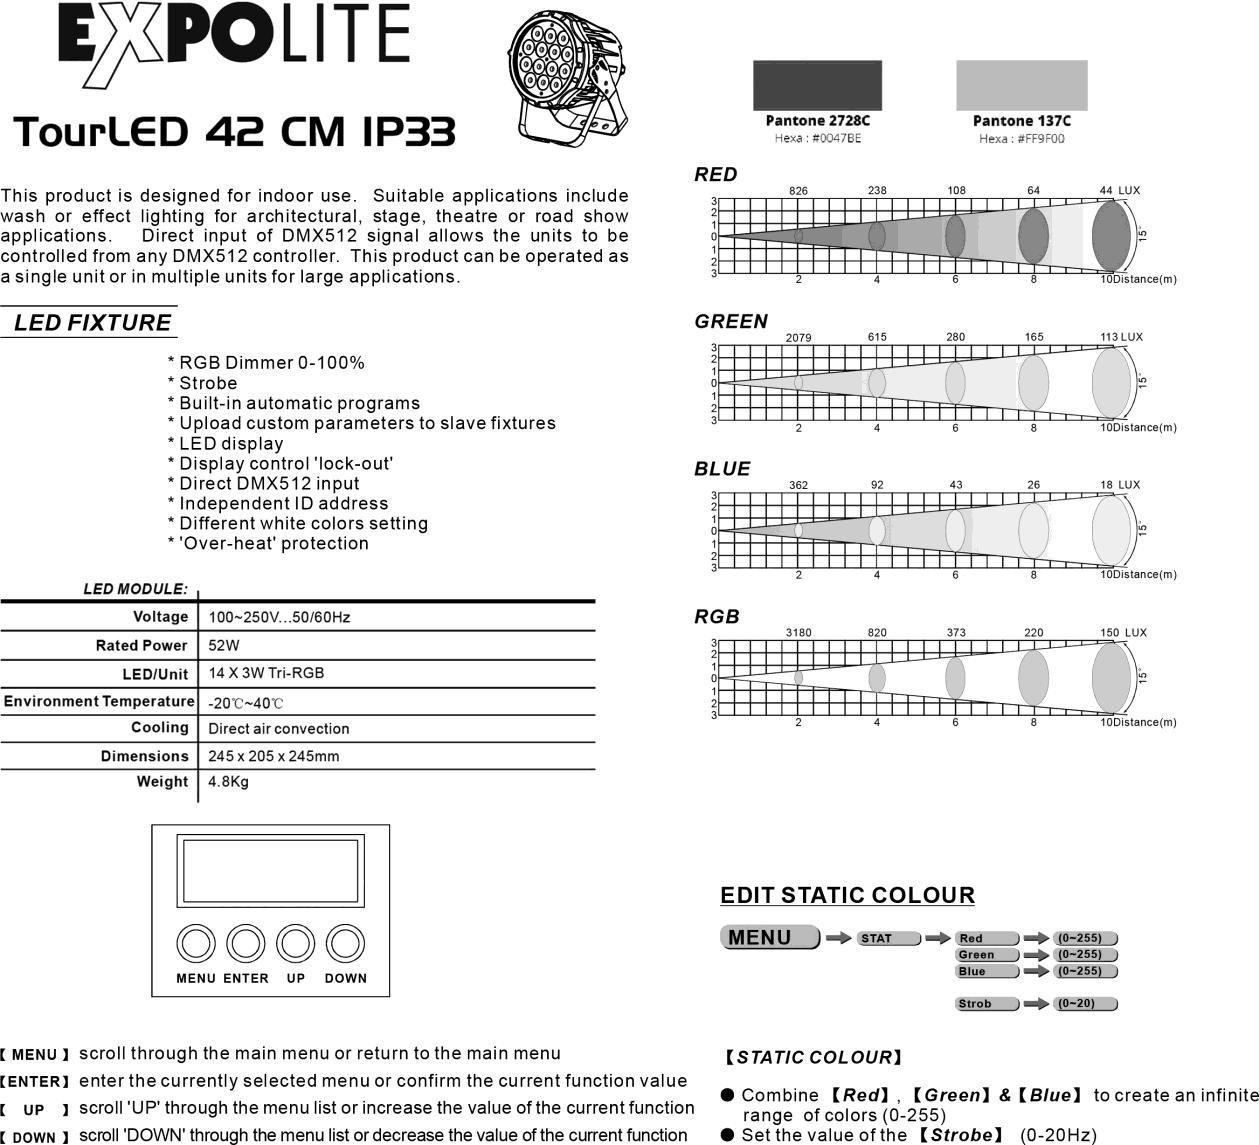 EXPOLITE
TourLED 42 CM IP33
This product is designed for indoor use. Suitable applications include
wash or effect lighting for architectural, stage, theatre or road show
applications. Direct input of DMX512 signal allows the units to be
controlled from any DMX512 controller. This product can be operated as
a single unit or in multiple units for large applications.
LED FIXTURE
* RGB Dimmer 0-100%
* Strobe
* Built-in automatic programs
* Upload custom parameters to slave fixtures
* LED display
* Display control 'lock-out'
* Direct DMX512 input
* Independent ID address
* Different white colors setting
* 'Over-heat' protection
LED MODULE:
Voltage 100~250V...50/60Hz
Rated Power 52W
LED/Unit 14 X 3W Tri-RGB
Environment Temperature -20℃~40℃
Cooling Direct air convection
Dimensions 245 x 205 x 245mm
Weight 4.8Kg
MENU ENTER UP DOWN
【 MENU 】 scroll through the main menu or return to the main menu
【ENTER】 enter the currently selected menu or confirm the current function value
【 UP 】 scroll 'UP' through the menu list or increase the value of the current function
【 DOWN 】 scroll 'DOWN' through the menu list or decrease the value of the current function
Pantone 2728C Pantone 137C
Hexa : #0047BE Hexa : #FF9F00
RED
826 238 108 64 44 LUX
3
2
1
0
1
2
3
15°
2 4 6 8 10Distance(m)
GREEN
2079 615 280 165 113 LUX
3
2
1
0
1
2
3
15°
2 4 6 8 10Distance(m)
BLUE
362 92 43 26 18 LUX
3
2
1
0
1
2
3
15°
2 4 6 8 10Distance(m)
RGB
3180 820 373 220 150 LUX
3
2
1
0
1
2
3
15°
2 4 6 8 10Distance(m)
EDIT STATIC COLOUR
MENU STAT Red (0~255)
Green (0~255)
Blue (0~255)
Strob (0~20)
【STATIC COLOUR】
● Combine 【Red】, 【Green】&【Blue】 to create an infinite
range of colors (0-255)
● Set the value of the 【Strobe】 (0-20Hz)